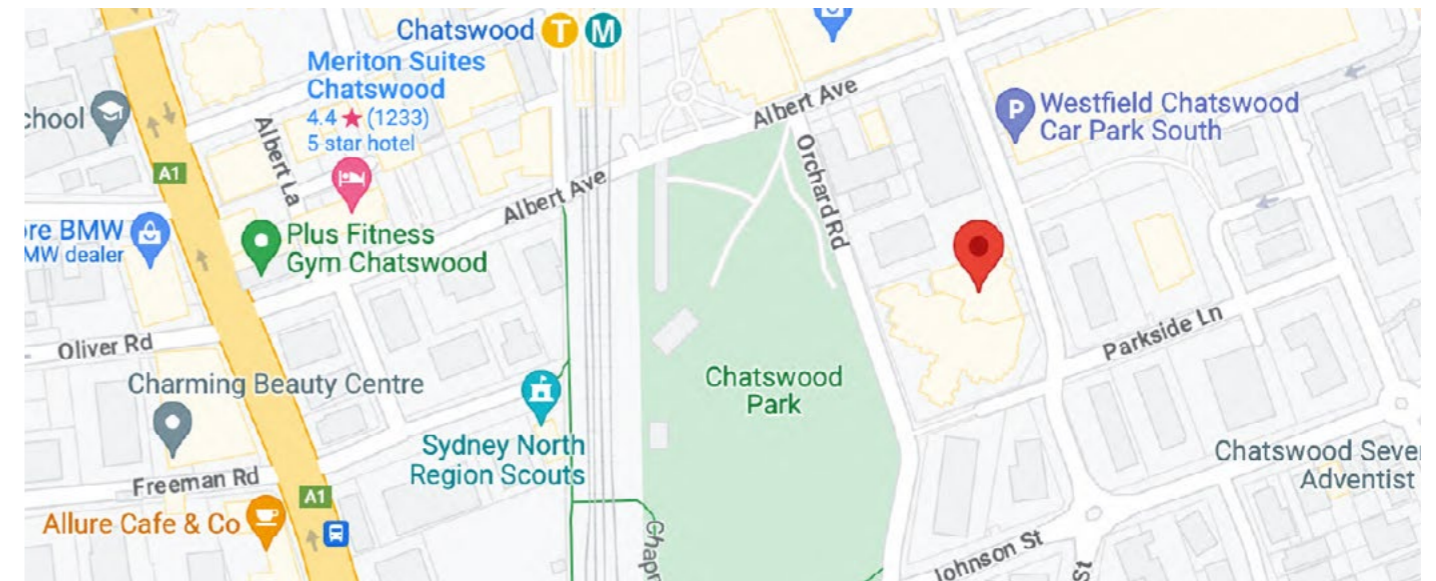 Chatswood T M
Meriton Suites
Chatswood
4.4 ★ (1233)
5 star hotel
Albert Ave
Westfield Chatswood
Car Park South
P
chool
Albert La
A1
Orchard Rd
Albert Ave
ore BMW
MW dealer
Plus Fitness
Gym Chatswood
Oliver Rd
Parkside Ln
Charming Beauty Centre
Chatswood
Park
Sydney North
Region Scouts
Chatswood Seve
Adventist
Freeman Rd
A1
Allure Cafe & Co
Chapr
Johnson St
St